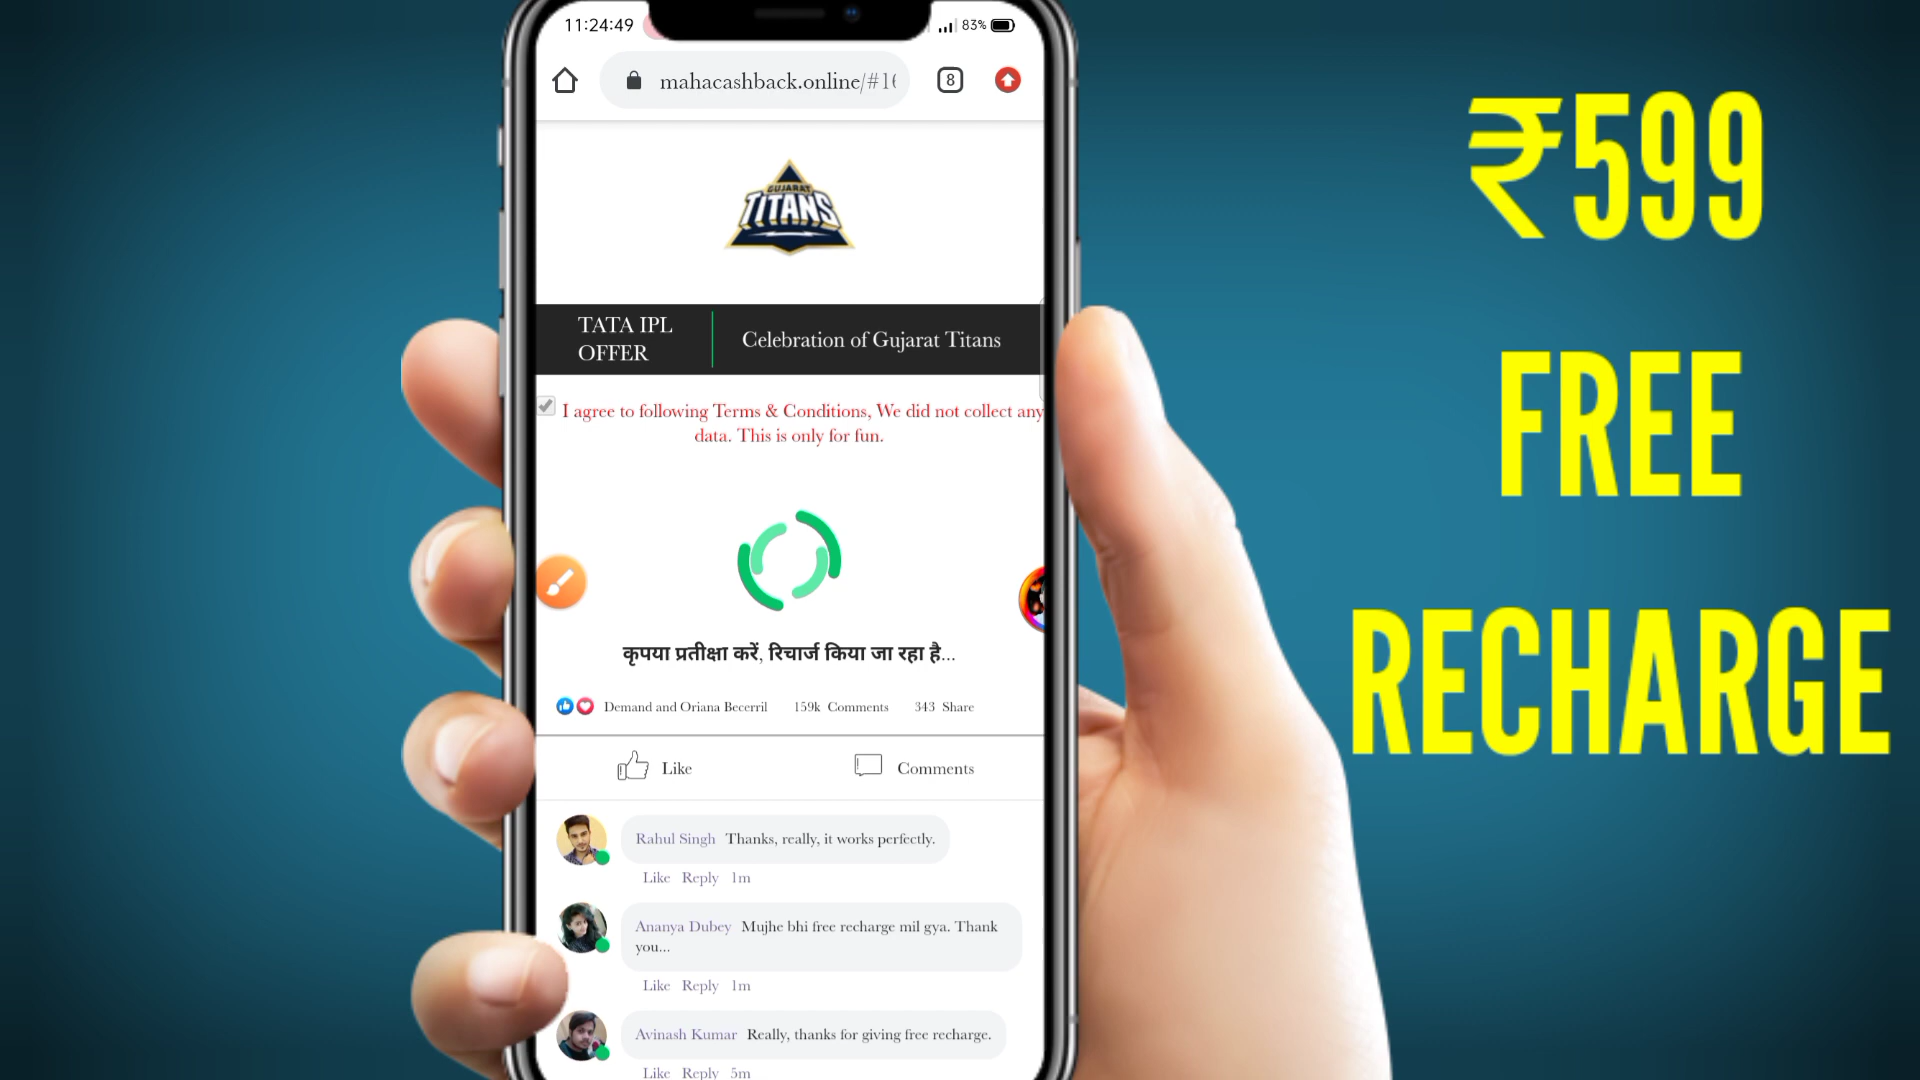 11:24:49
83%
mahacashback.online/#16
8
GUJARAT
TITANS
TATA IPL
OFFER
Celebration of Gujarat Titans
I agree to following Terms & Conditions, We did not collect any
data. This is only for fun.
कृपया प्रतीक्षा करें, रिचार्ज किया जा रहा है...
Demand and Oriana Becerril 159k Comments 343 Share
Like Comments
Rahul Singh Thanks, really, it works perfectly.
Like Reply 1m
Ananya Dubey Mujhe bhi free recharge mil gya. Thank
you...
Like Reply 1m
Avinash Kumar Really, thanks for giving free recharge.
Like Reply 5m
₹599
FREE
RECHARGE